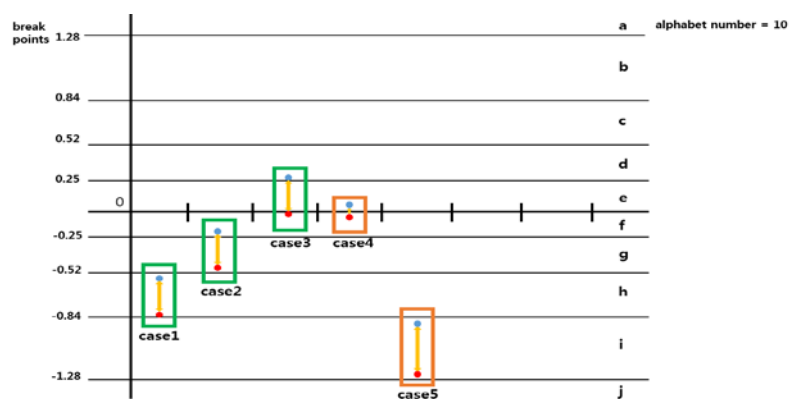 break points
a
alphabet number = 10
1.28
b
0.84
c
0.52
d
0.25
e
0
f
-0.25
case3
case4
g
-0.52
case2
h
-0.84
case1
i
-1.28
j
case5